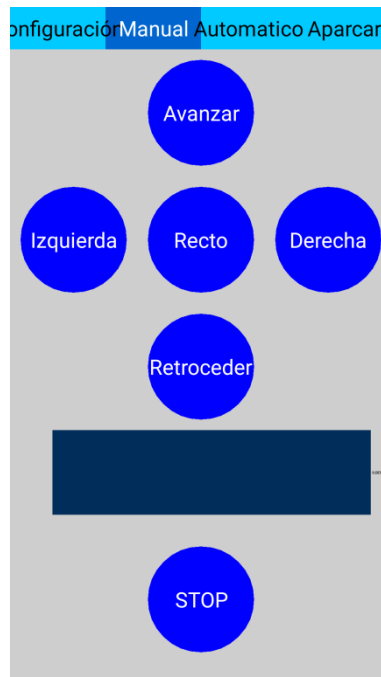 onfiguración Manual Automatico Aparcar
Avanzar
Izquierda Recto Derecha
Retroceder
STOP